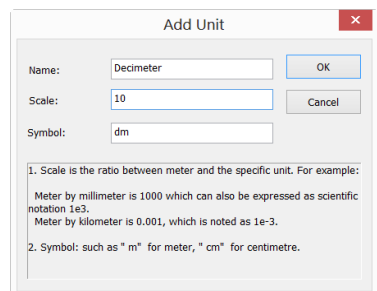 Add Unit
Name: Decimeter OK
Scale: 10 Cancel
Symbol: dm
1. Scale is the ratio between meter and the specific unit. For example:
Meter by millimeter is 1000 which can also be expressed as scientific
notation 1e3.
Meter by kilometer is 0.001, which is noted as 1e-3.
2. Symbol: such as " m" for meter, " cm" for centimetre.